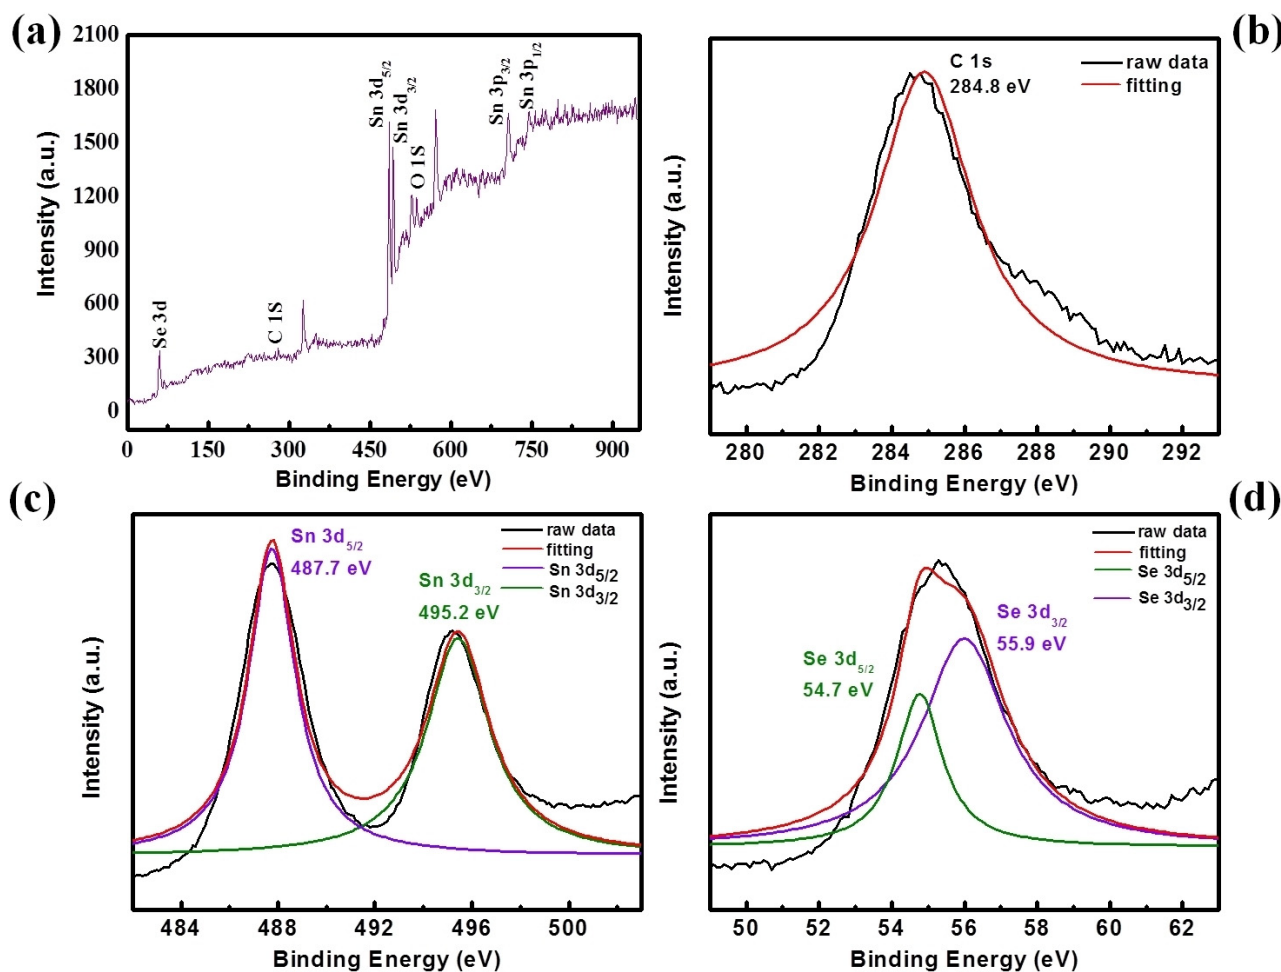 (a)
2100
1800
1500
1200
900
600
300
0
Intensity (a.u.)
Se 3d
C 1S
Sn 3d5/2
Sn 3d3/2
O 1S
Sn 3p3/2
Sn 3p1/2
0 150 300 450 600 750 900
Binding Energy (eV)
(b)
C 1s
284.8 eV
raw data
fitting
Intensity (a.u.)
280 282 284 286 288 290 292
Binding Energy (eV)
(c)
Sn 3d5/2
487.7 eV
Sn 3d3/2
495.2 eV
raw data
fitting
Sn 3d5/2
Sn 3d3/2
Intensity (a.u.)
484 488 492 496 500
Binding Energy (eV)
(d)
raw data
fitting
Se 3d5/2
Se 3d3/2
Se 3d3/2
55.9 eV
Se 3d5/2
54.7 eV
Intensity (a.u.)
50 52 54 56 58 60 62
Binding Energy (eV)